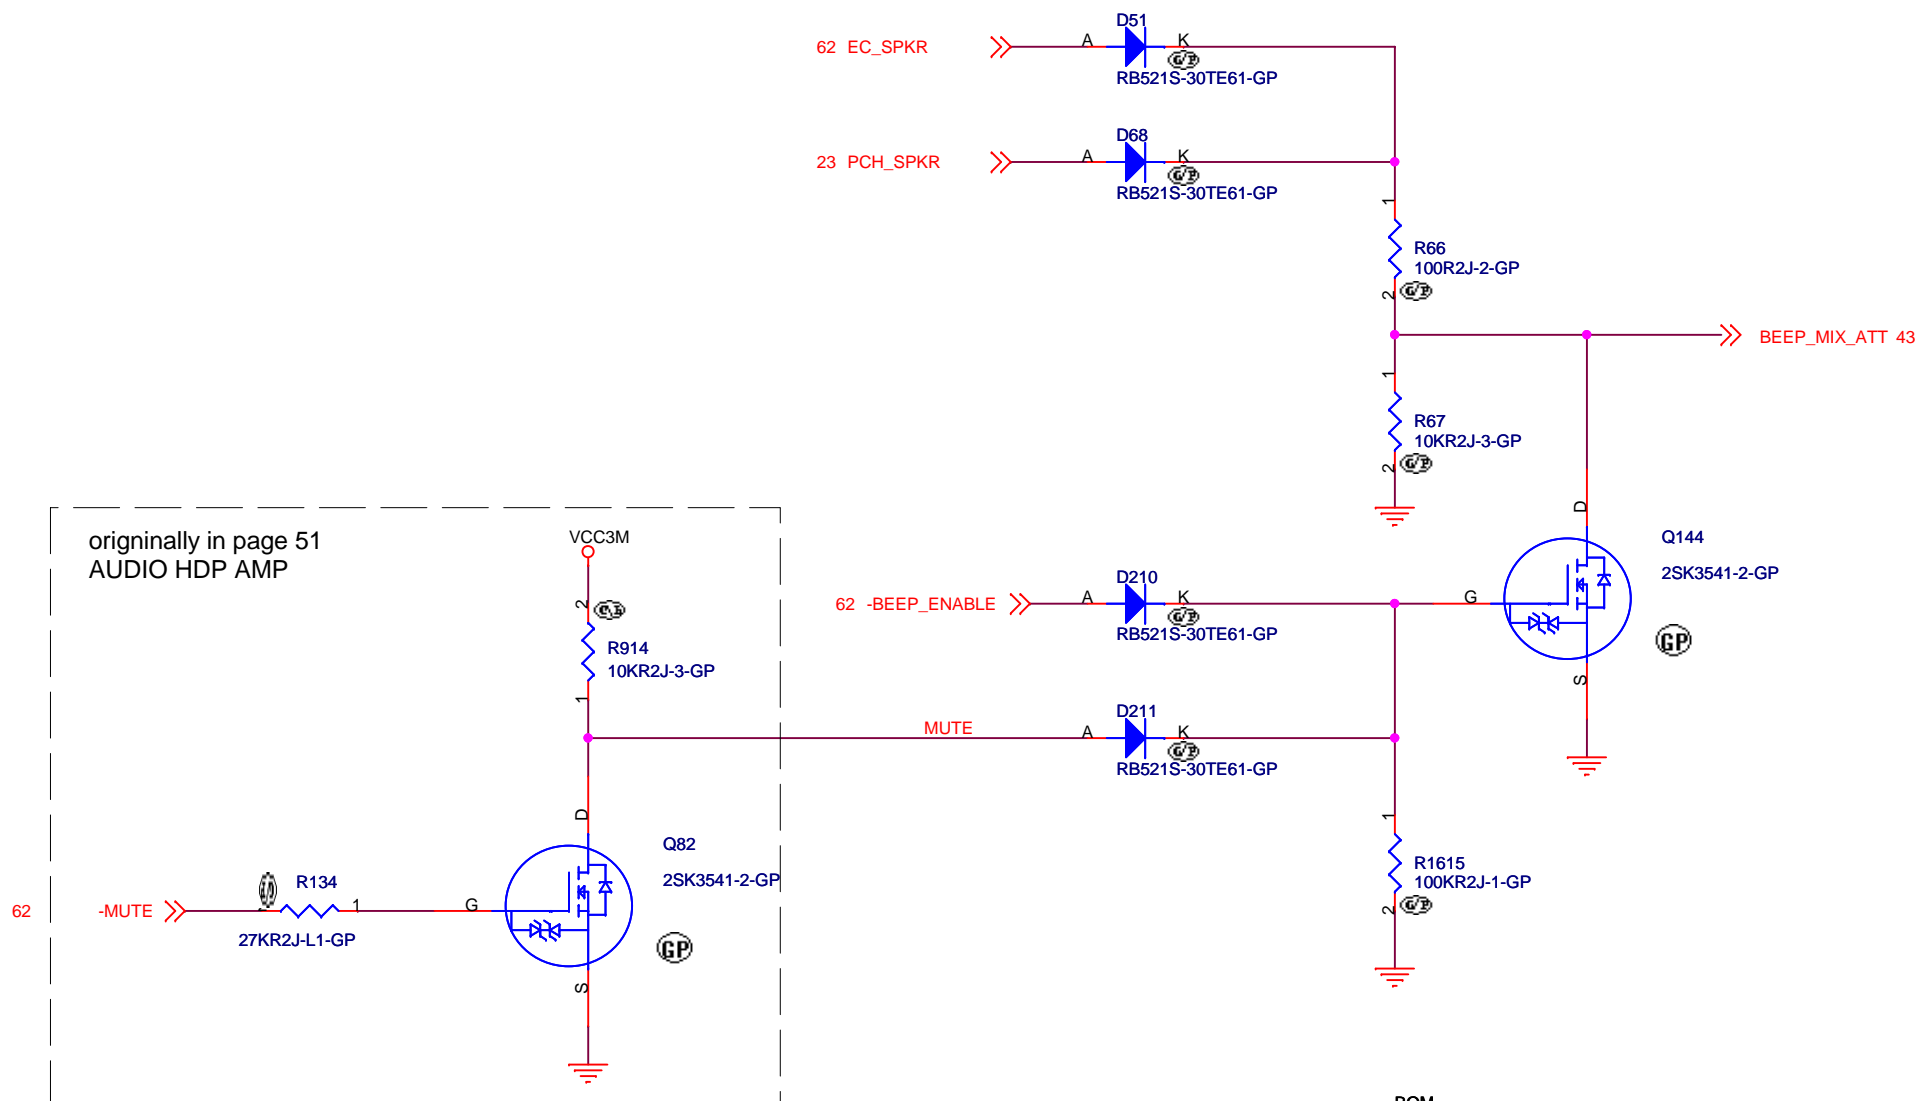 D51
62 EC_SPKR
A
K
G/P
RB521S-30TE61-GP
D68
23 PCH_SPKR
A
K
G/P
RB521S-30TE61-GP
1
R66
100R2J-2-GP
2
G/P
BEEP_MIX_ATT 43
1
R67
10KR2J-3-GP
2
G/P
origninally in page 51
AUDIO HDP AMP
VCC3M
D
Q144
2SK3541-2-GP
D210
62 -BEEP_ENABLE
A
K
G/P
RB521S-30TE61-GP
G
GP
S
2
R914
10KR2J-3-GP
1
D211
MUTE
A
K
G/P
RB521S-30TE61-GP
D
Q82
2SK3541-2-GP
1
R1615
100KR2J-1-GP
2
G/P
R134
62 -MUTE
1
G
27KR2J-L1-GP
GP
S